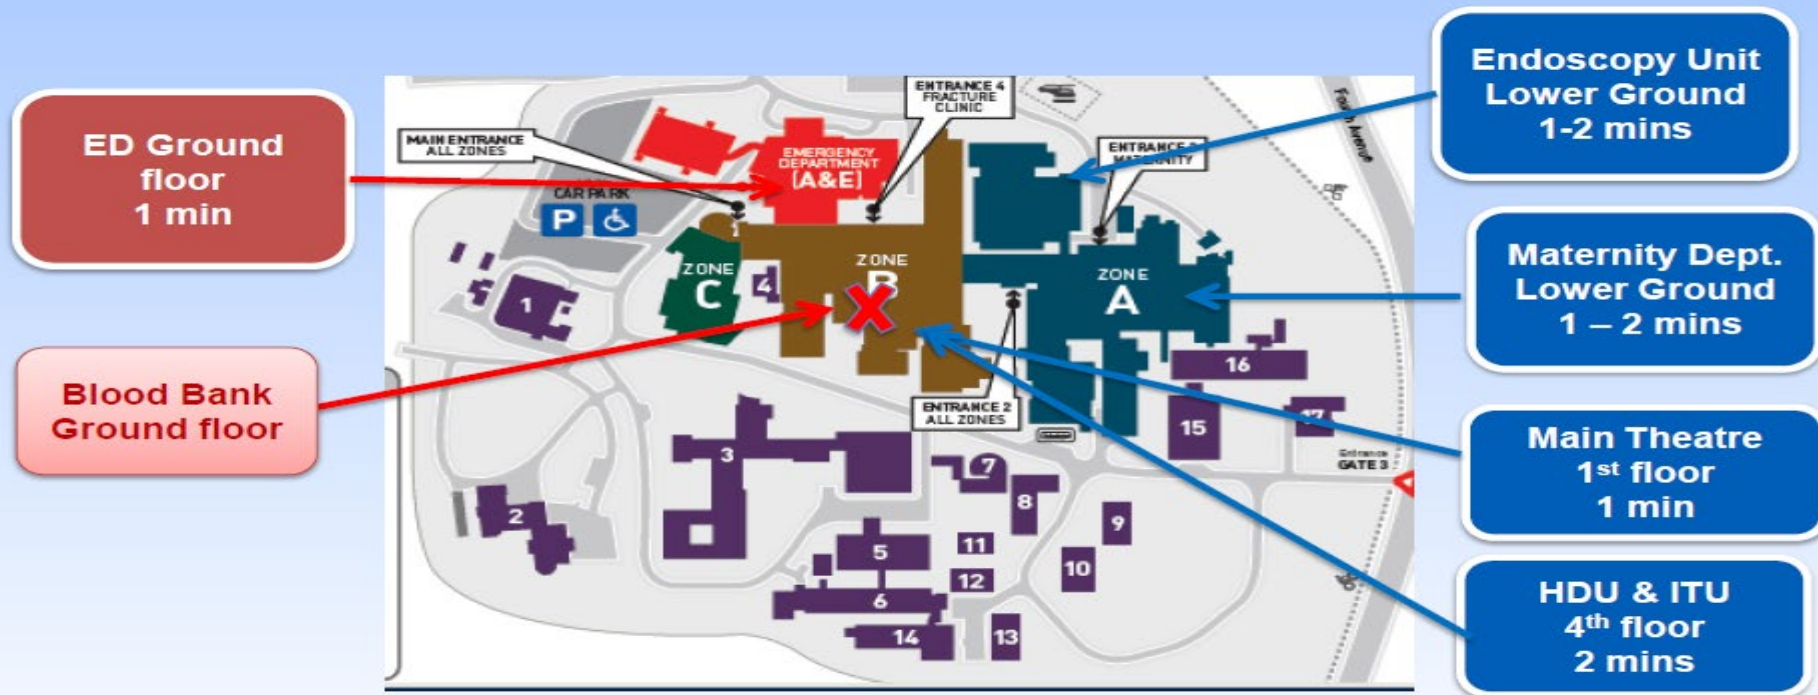 ED Ground
floor
1 min
Blood Bank
Ground floor
MAIN ENTRANCE
ALL ZONES
ENTRANCE 4
FRACTURE
CLINIC
EMERGENCY
DEPARTMENT
[A&E]
CAR PARK
P
ZONE
C
ZONE
B
ZONE
A
ENTRANCE 2
ALL ZONES
Entrance
GATE 3
1
2
3
4
5
6
7
8
9
10
11
12
13
14
15
16
17
Endoscopy Unit
Lower Ground
1-2 mins
Maternity Dept.
Lower Ground
1 – 2 mins
Main Theatre
1st floor
1 min
HDU & ITU
4th floor
2 mins